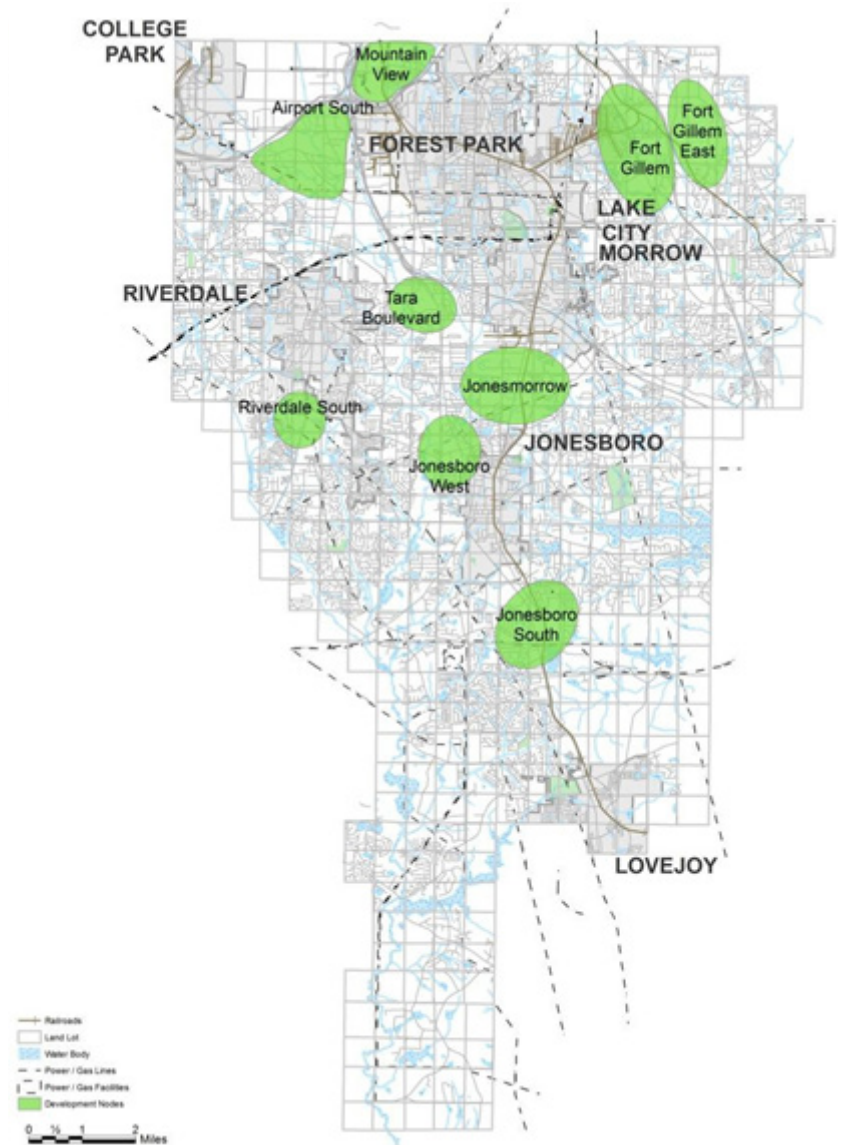 COLLEGE
PARK
Mountain
View
Airport South
FOREST PARK
Fort
Gillem
Fort
Gillem
East
LAKE
CITY
MORROW
RIVERDALE
Tara
Boulevard
Jonesmorrow
Riverdale South
JONESBORO
Jonesboro
West
Jonesboro
South
LOVEJOY
Railroads
Land Lot
Water Body
Power / Gas Lines
Power / Gas Facilities
Development Nodes
0 ½ 1 2
Miles